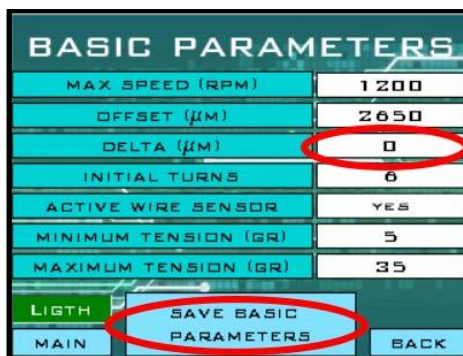 BASIC PARAMETERS
MAX SPEED (RPM) 1200
OFFSET (µM) 2650
DELTA (µM) 0
INITIAL TURNS 6
ACTIVE WIRE SENSOR YES
MINIMUM TENSION (GR) 5
MAXIMUM TENSION (GR) 35
LIGTH
SAVE BASIC
PARAMETERS
MAIN
BACK